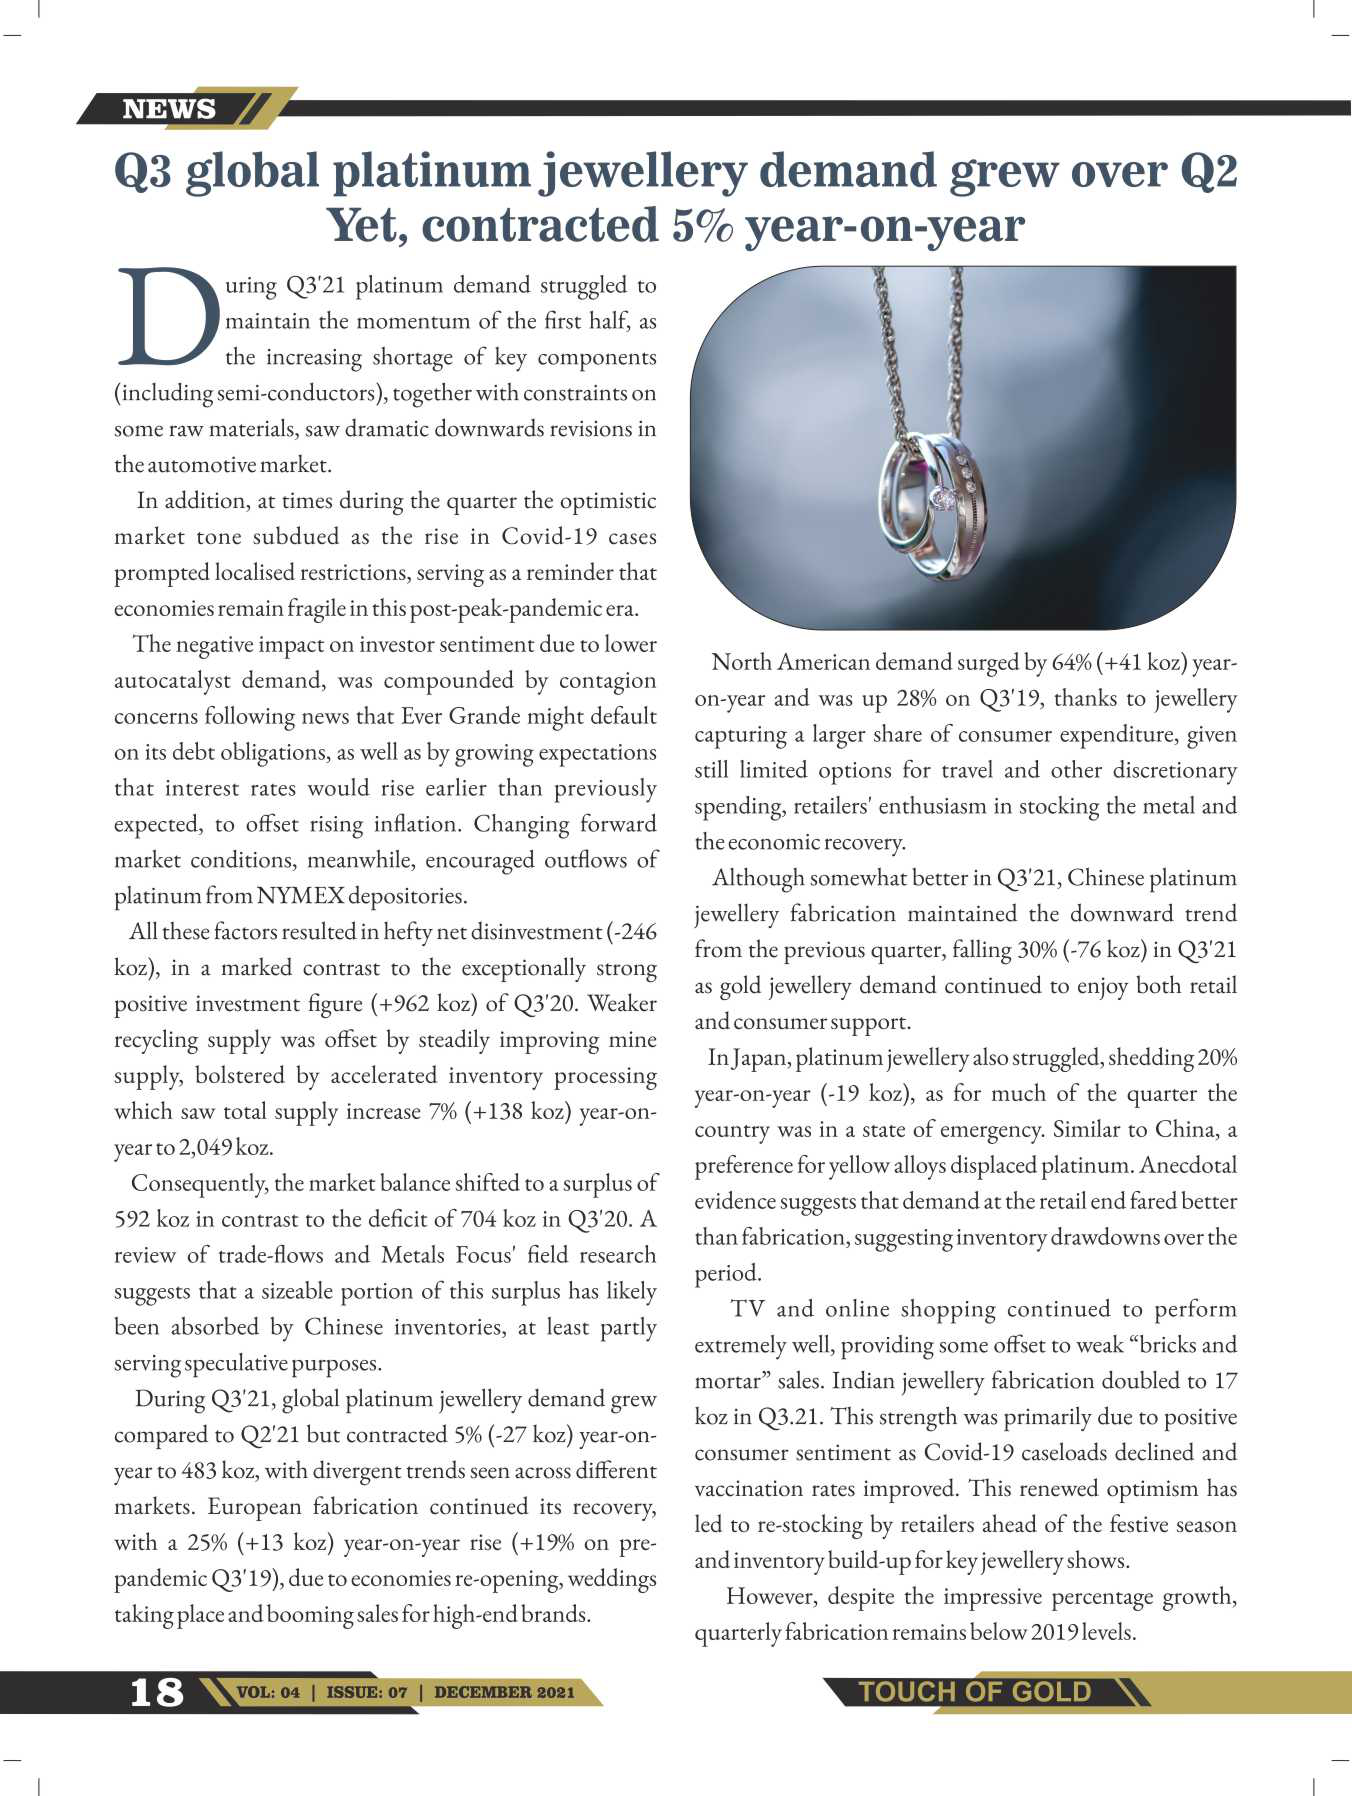 NEWS
Q3 global platinum jewellery demand grew over Q2
Yet, contracted 5% year-on-year
During Q3'21 platinum demand struggled to
maintain the momentum of the first half, as
the increasing shortage of key components
(including semi-conductors), together with constraints on
some raw materials, saw dramatic downwards revisions in
the automotive market.
In addition, at times during the quarter the optimistic
market tone subdued as the rise in Covid-19 cases
prompted localised restrictions, serving as a reminder that
economies remain fragile in this post-peak-pandemic era.
The negative impact on investor sentiment due to lower
autocatalyst demand, was compounded by contagion
concerns following news that Ever Grande might default
on its debt obligations, as well as by growing expectations
that interest rates would rise earlier than previously
expected, to offset rising inflation. Changing forward
market conditions, meanwhile, encouraged outflows of
platinum from NYMEX depositories.
All these factors resulted in hefty net disinvestment (-246
koz), in a marked contrast to the exceptionally strong
positive investment figure (+962 koz) of Q3'20. Weaker
recycling supply was offset by steadily improving mine
supply, bolstered by accelerated inventory processing
which saw total supply increase 7% (+138 koz) year-on-
year to 2,049 koz.
Consequently, the market balance shifted to a surplus of
592 koz in contrast to the deficit of 704 koz in Q3'20. A
review of trade-flows and Metals Focus' field research
suggests that a sizeable portion of this surplus has likely
been absorbed by Chinese inventories, at least partly
serving speculative purposes.
During Q3'21, global platinum jewellery demand grew
compared to Q2'21 but contracted 5% (-27 koz) year-on-
year to 483 koz, with divergent trends seen across different
markets. European fabrication continued its recovery,
with a 25% (+13 koz) year-on-year rise (+19% on pre-
pandemic Q3'19), due to economies re-opening, weddings
taking place and booming sales for high-end brands.
North American demand surged by 64% (+41 koz) year-
on-year and was up 28% on Q3'19, thanks to jewellery
capturing a larger share of consumer expenditure, given
still limited options for travel and other discretionary
spending, retailers' enthusiasm in stocking the metal and
the economic recovery.
Although somewhat better in Q3'21, Chinese platinum
jewellery fabrication maintained the downward trend
from the previous quarter, falling 30% (-76 koz) in Q3'21
as gold jewellery demand continued to enjoy both retail
and consumer support.
In Japan, platinum jewellery also struggled, shedding 20%
year-on-year (-19 koz), as for much of the quarter the
country was in a state of emergency. Similar to China, a
preference for yellow alloys displaced platinum. Anecdotal
evidence suggests that demand at the retail end fared better
than fabrication, suggesting inventory drawdowns over the
period.
TV and online shopping continued to perform
extremely well, providing some offset to weak “bricks and
mortar” sales. Indian jewellery fabrication doubled to 17
koz in Q3.21. This strength was primarily due to positive
consumer sentiment as Covid-19 caseloads declined and
vaccination rates improved. This renewed optimism has
led to re-stocking by retailers ahead of the festive season
and inventory build-up for key jewellery shows.
However, despite the impressive percentage growth,
quarterly fabrication remains below 2019 levels.
18 VOL: 04 | ISSUE: 07 | DECEMBER 2021
TOUCH OF GOLD